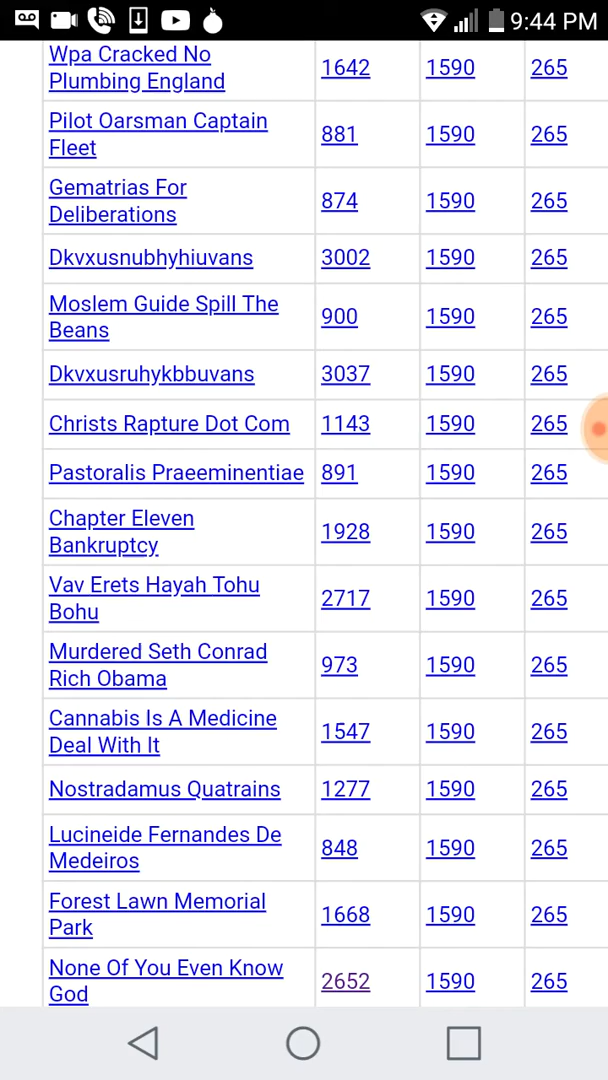 9:44 PM
Wpa Cracked No
Plumbing England 1642 1590 265
Pilot Oarsman Captain
Fleet 881 1590 265
Gematrias For
Deliberations 874 1590 265
Dkvxusnubhyhiuvans 3002 1590 265
Moslem Guide Spill The
Beans 900 1590 265
Dkvxusruhykbbuvans 3037 1590 265
Christs Rapture Dot Com 1143 1590 265
Pastoralis Praeeminentiae 891 1590 265
Chapter Eleven
Bankruptcy 1928 1590 265
Vav Erets Hayah Tohu
Bohu 2717 1590 265
Murdered Seth Conrad
Rich Obama 973 1590 265
Cannabis Is A Medicine
Deal With It 1547 1590 265
Nostradamus Quatrains 1277 1590 265
Lucineide Fernandes De
Medeiros 848 1590 265
Forest Lawn Memorial
Park 1668 1590 265
None Of You Even Know
God 2652 1590 265